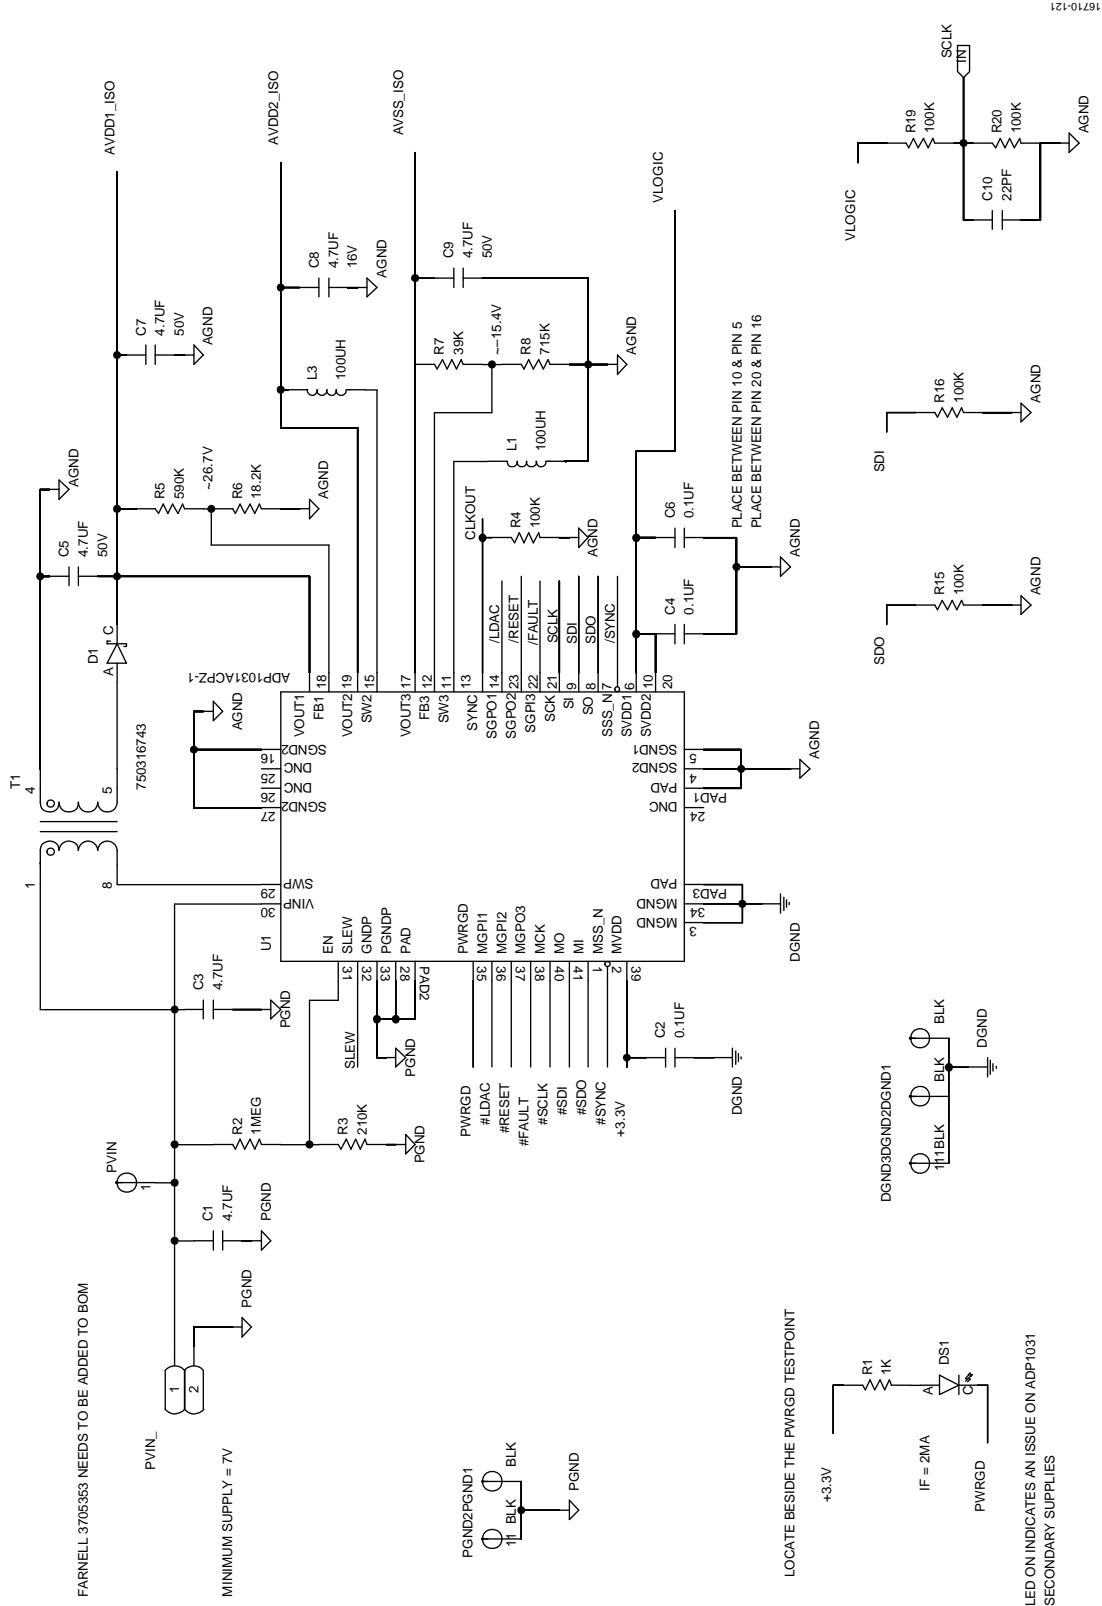 16710-121
FARNELL 3705353 NEEDS TO BE ADDED TO BOM
PVIN_
1
2
MINIMUM SUPPLY = 7V
PGND
C1
4.7UF
PGND
PVIN
1
R2
1MEG
R3
210K
PGND
C3
4.7UF
PGND
T1
1
8
4
5
750316743
D1
A
C
C5
4.7UF
50V
AGND
R5
590K
~26.7V
R6
18.2K
AGND
C7
4.7UF
50V
AGND
AVDD1_ISO
AVDD2_ISO
L3
100UH
C8
4.7UF
16V
AGND
AVSS_ISO
R7
39K
~–15.4V
R8
715K
C9
4.7UF
50V
AGND
L1
100UH
CLKOUT
R4
100K
AGND
/LDAC
/RESET
/FAULT
SCLK
SDI
SDO
/SYNC
C4
0.1UF
C6
0.1UF
AGND
VLOGIC
PLACE BETWEEN PIN 10 & PIN 5
PLACE BETWEEN PIN 20 & PIN 16
U1
ADP1031ACPZ-1
AGND
VINP
30
SWP
29
SGND2
27
DNC
26
DNC
25
SGND2
16
EN
31
SLEW
32
GNDP
33
PGNDP
28
PAD
PAD2
SLEW
PGND
PWRGD
35
MGPI1
36
MGPI2
37
MGPO3
38
MCK
40
MO
41
MI
1
MSS_N
2
MVDD
39
PWRGD
#LDAC
#RESET
#FAULT
#SCLK
#SDI
#SDO
#SYNC
+3.3V
C2
0.1UF
DGND
VOUT1
18
FB1
19
VOUT2
15
SW2
VOUT3
17
FB3
12
SW3
11
SYNC
13
SGPO1
14
SGPO2
23
SGPI3
22
SCK
21
SI
9
SO
8
SSS_N
7
SVDD1
6
SVDD2
10
20
MGND
3
MGND
34
PAD
PAD3
DGND
DNC
24
PAD
PAD1
SGND2
4
SGND1
5
AGND
PGND2PGND1
11
BLK
BLK
PGND
DGND3DGND2DGND1
111BLK
BLK
BLK
DGND
SDO
R15
100K
AGND
SDI
R16
100K
AGND
VLOGIC
R19
100K
SCLK
IN
C10
22PF
R20
100K
AGND
LOCATE BESIDE THE PWRGD TESTPOINT
+3.3V
R1
1K
IF = 2MA
A
DS1
C
PWRGD
LED ON INDICATES AN ISSUE ON ADP1031
SECONDARY SUPPLIES